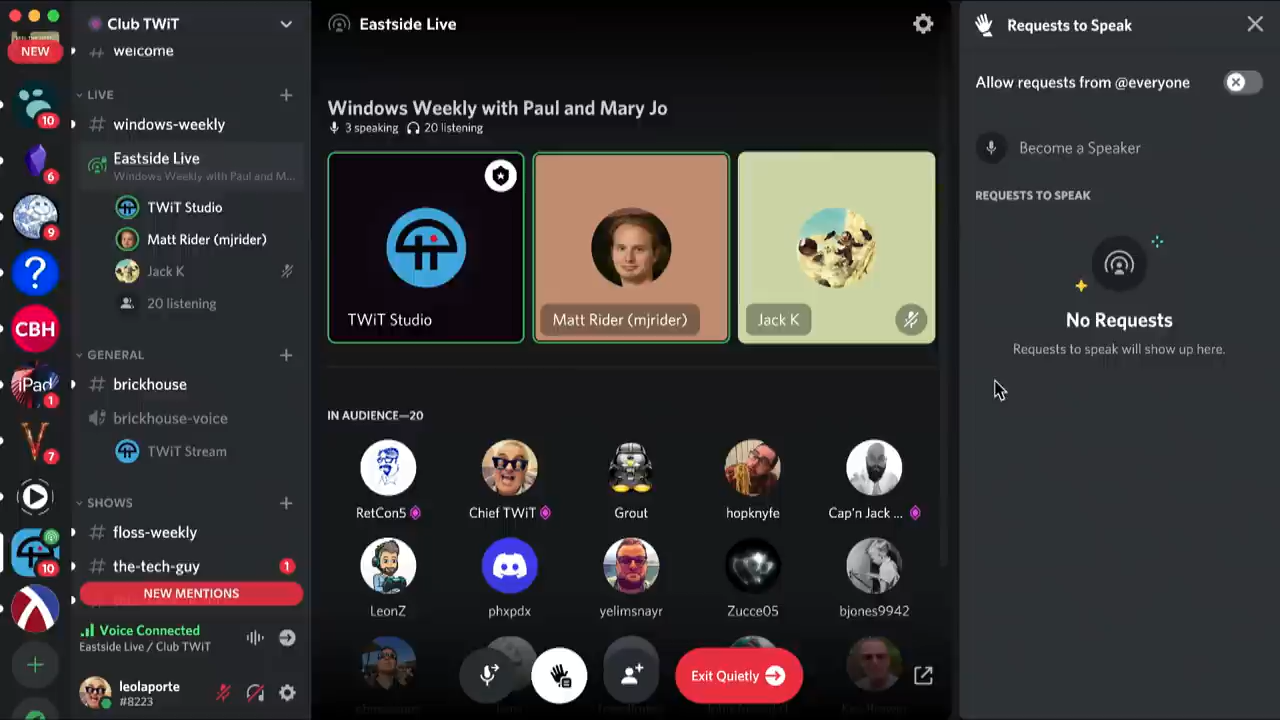 NEW
10
6
9
?
CBH
iPad
1
7
10
Club TWiT
welcome
LIVE
windows-weekly
Eastside Live
Windows Weekly with Paul and M...
TWiT Studio
Matt Rider (mjrider)
Jack K
20 listening
GENERAL
brickhouse
brickhouse-voice
TWiT Stream
SHOWS
floss-weekly
the-tech-guy
1
NEW MENTIONS
Voice Connected
Eastside Live / Club TWiT
leolaporte
#8223
Eastside Live
Windows Weekly with Paul and Mary Jo
3 speaking 20 listening
TWiT Studio
Matt Rider (mjrider)
Jack K
IN AUDIENCE—20
RetCon5
Chief TWiT
Grout
hopknyfe
Cap'n Jack ...
LeonZ
phxpdx
yelimsnayr
Zucce05
bjones9942
Exit Quietly
Requests to Speak
Allow requests from @everyone
Become a Speaker
REQUESTS TO SPEAK
No Requests
Requests to speak will show up here.